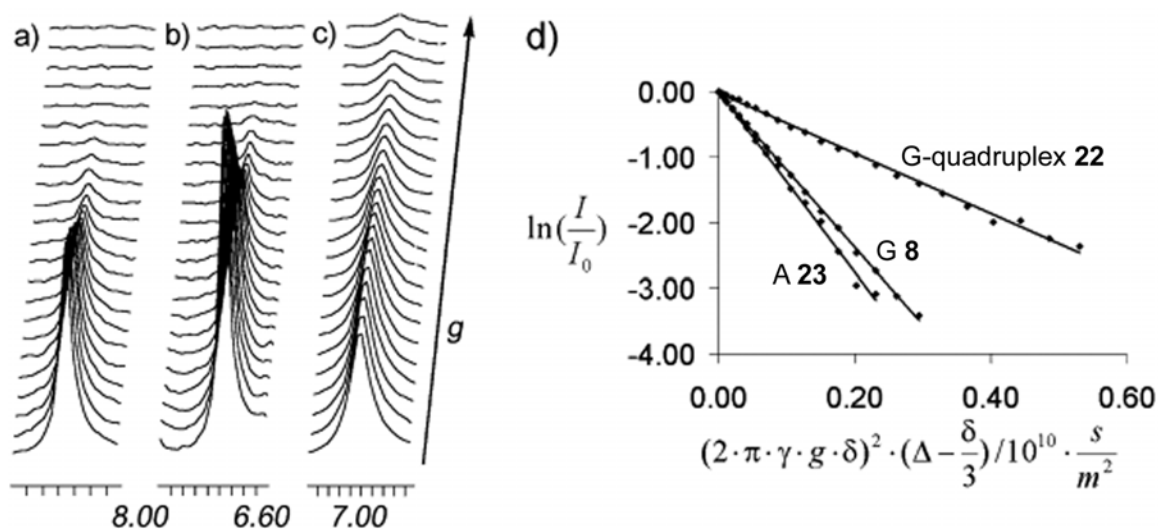 a)
b)
c)
g
8.00
6.60
7.00
d)
0.00
-1.00
-2.00
-3.00
-4.00
ln(I/I₀)
G-quadruplex 22
G 8
A 23
0.00 0.20 0.40 0.60
(2·π·γ·g·δ)²·(Δ−δ/3)/10¹⁰·s/m²